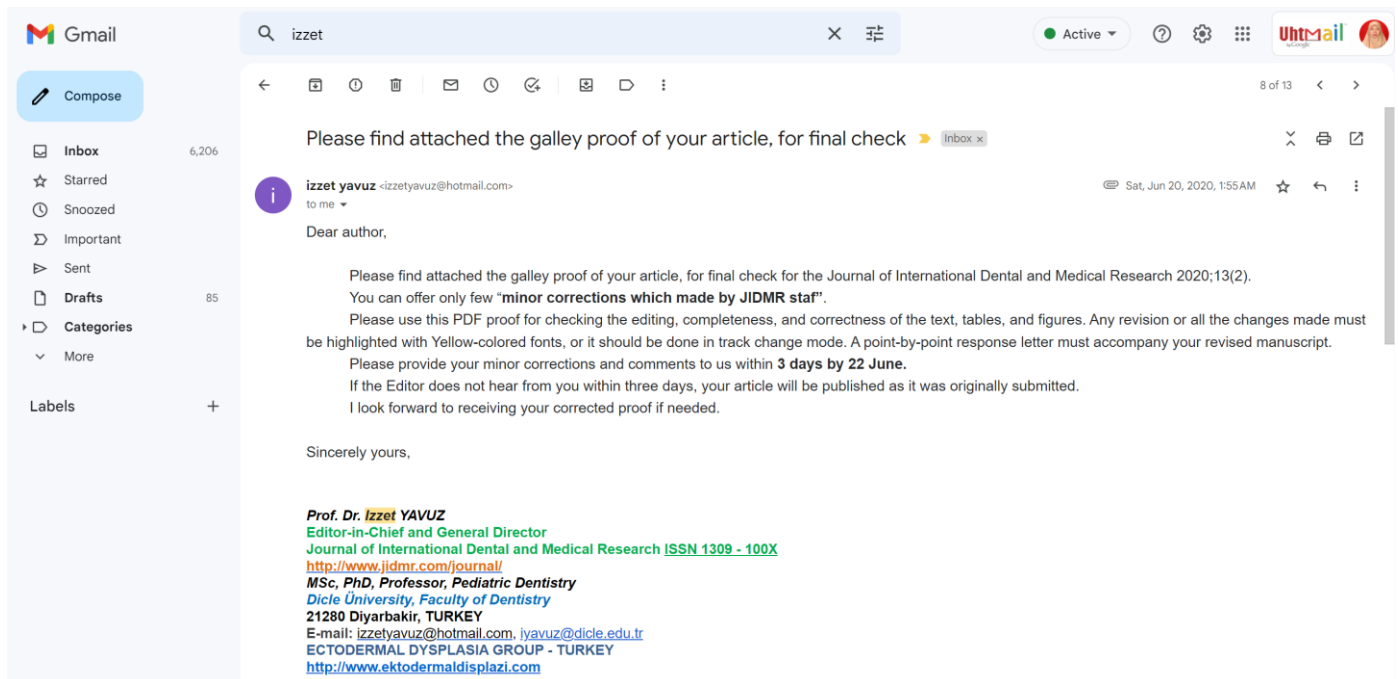 Gmail
izzet
Active
UhtMail
byGoogle
Compose
8 of 13
Inbox 6,206
Starred
Snoozed
Important
Sent
Drafts 85
Categories
More
Labels
Please find attached the galley proof of your article, for final check Inbox ×
i
izzet yavuz <izzetyavuz@hotmail.com>
Sat, Jun 20, 2020, 1:55 AM
to me
Dear author,
Please find attached the galley proof of your article, for final check for the Journal of International Dental and Medical Research 2020;13(2).
You can offer only few “minor corrections which made by JIDMR staf”.
Please use this PDF proof for checking the editing, completeness, and correctness of the text, tables, and figures. Any revision or all the changes made must
be highlighted with Yellow-colored fonts, or it should be done in track change mode. A point-by-point response letter must accompany your revised manuscript.
Please provide your minor corrections and comments to us within 3 days by 22 June.
If the Editor does not hear from you within three days, your article will be published as it was originally submitted.
I look forward to receiving your corrected proof if needed.
Sincerely yours,
Prof. Dr. Izzet YAVUZ
Editor-in-Chief and General Director
Journal of International Dental and Medical Research ISSN 1309 - 100X
http://www.jidmr.com/journal/
MSc, PhD, Professor, Pediatric Dentistry
Dicle Üniversity, Faculty of Dentistry
21280 Diyarbakir, TURKEY
E-mail: izzetyavuz@hotmail.com, iyavuz@dicle.edu.tr
ECTODERMAL DYSPLASIA GROUP - TURKEY
http://www.ektodermaldisplazi.com